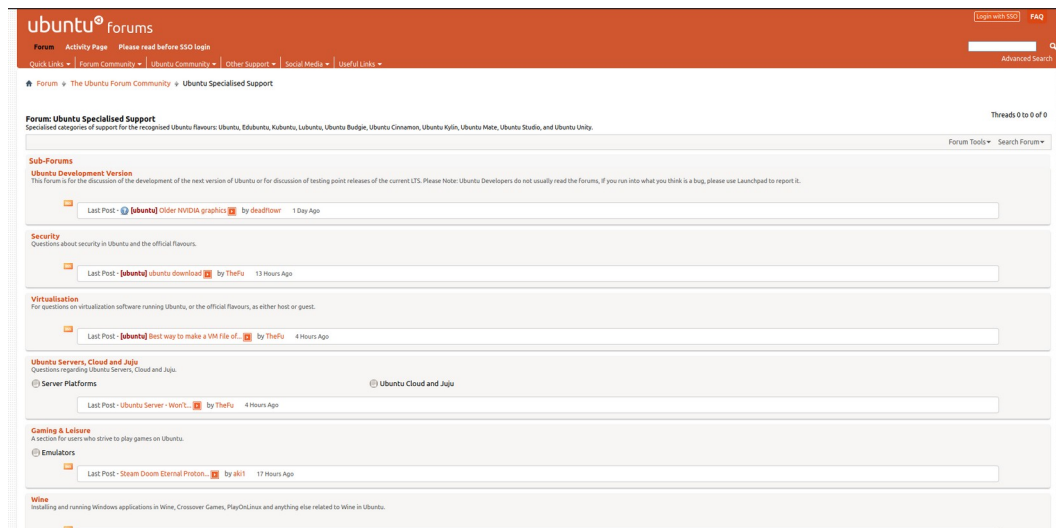 ubuntu® forums
Login with SSO FAQ
Forum Activity Page Please read before SSO login
Quick Links Forum Community Ubuntu Community Other Support Social Media Useful Links
Advanced Search
Forum The Ubuntu Forum Community Ubuntu Specialised Support
Threads 0 to 0 of 0
Forum: Ubuntu Specialised Support
Specialised categories of support for the recognised Ubuntu flavours: Ubuntu, Edubuntu, Kubuntu, Lubuntu, Ubuntu Budgie, Ubuntu Cinnamon, Ubuntu Kylin, Ubuntu Mate, Ubuntu Studio, and Ubuntu Unity.
Forum Tools Search Forum
Sub-Forums
Ubuntu Development Version
This forum is for the discussion of the development of the next version of Ubuntu or for discussion of testing point releases of the current LTS. Please Note: Ubuntu Developers do not usually read the forums, If you run into what you think is a bug, please use Launchpad to report it.
Last Post - [ubuntu] Older NVIDIA graphics by deadflowr 1 Day Ago
Security
Questions about security in Ubuntu and the official flavours.
Last Post - [ubuntu] ubuntu download by TheFu 13 Hours Ago
Virtualisation
For questions on virtualization software running Ubuntu, or the official flavours, as either host or guest.
Last Post - [ubuntu] Best way to make a VM file of... by TheFu 4 Hours Ago
Ubuntu Servers, Cloud and Juju
Questions regarding Ubuntu Servers, Cloud and Juju.
Server Platforms Ubuntu Cloud and Juju
Last Post - Ubuntu Server - Won't... by TheFu 4 Hours Ago
Gaming & Leisure
A section for users who strive to play games on Ubuntu.
Emulators
Last Post - Steam Doom Eternal Proton... by aki1 17 Hours Ago
Wine
Installing and running Windows applications in Wine, Crossover Games, PlayOnLinux and anything else related to Wine in Ubuntu.